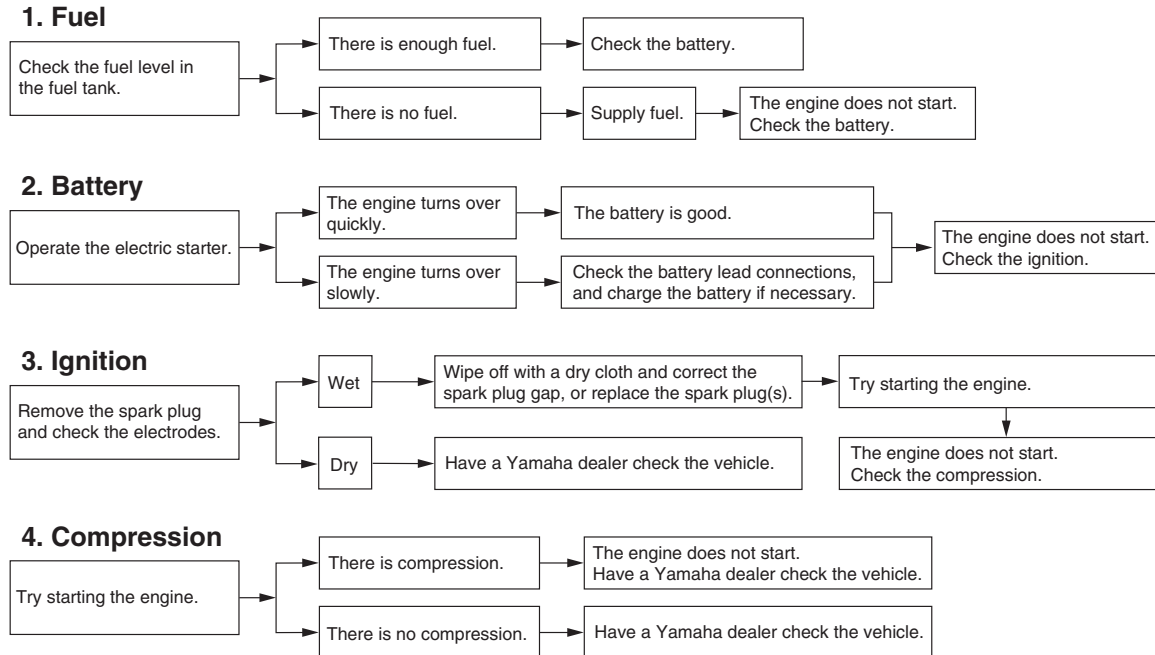 1. Fuel
Check the fuel level in
the fuel tank.
There is enough fuel.
Check the battery.
There is no fuel.
Supply fuel.
The engine does not start.
Check the battery.
2. Battery
Operate the electric starter.
The engine turns over
quickly.
The battery is good.
The engine turns over
slowly.
Check the battery lead connections,
and charge the battery if necessary.
The engine does not start.
Check the ignition.
3. Ignition
Remove the spark plug
and check the electrodes.
Wet
Wipe off with a dry cloth and correct the
spark plug gap, or replace the spark plug(s).
Try starting the engine.
The engine does not start.
Check the compression.
Dry
Have a Yamaha dealer check the vehicle.
4. Compression
Try starting the engine.
There is compression.
The engine does not start.
Have a Yamaha dealer check the vehicle.
There is no compression.
Have a Yamaha dealer check the vehicle.